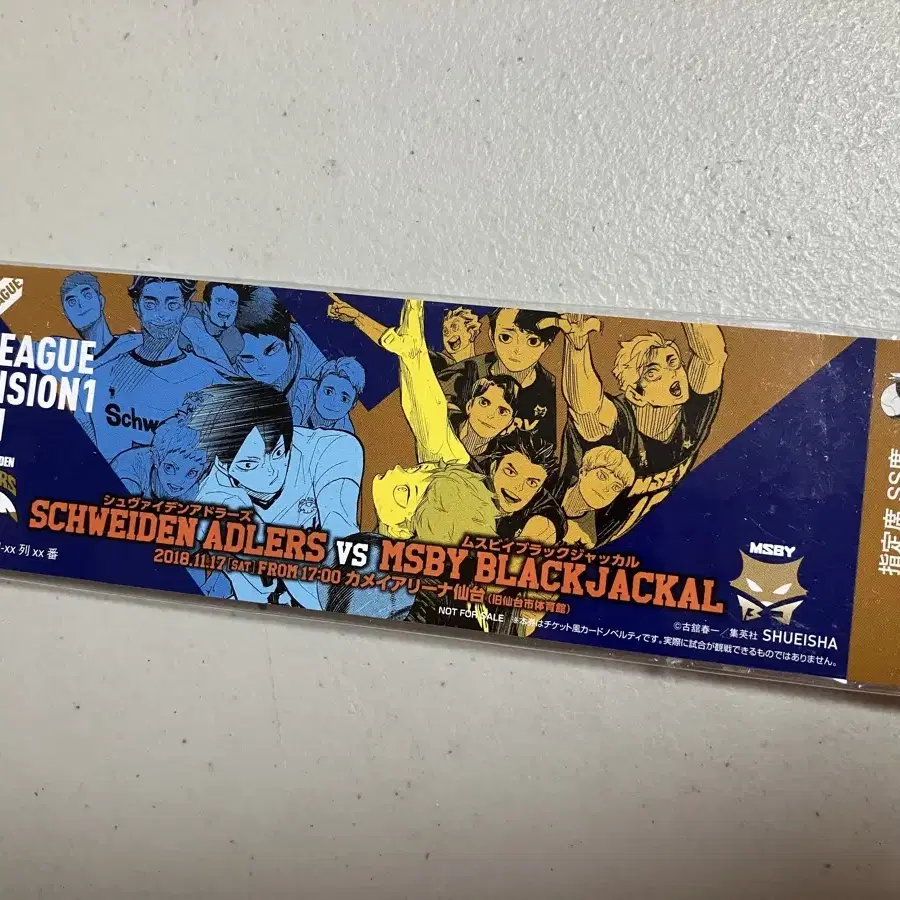 EAGUE
VISION1
シュヴァイデンアドラーズ
SCHWEIDEN ADLERS VS MSBY BLACKJACKAL
ムスビイブラックジャッカル
2018.11.17 [SAT] FROM 17:00 カメイアリーナ仙台 (旧仙台市体育館)
NOT FOR SALE ※本券はチケット風カードノベルティです。実際に試合が観戦できるものではありません。
©古舘春一／集英社 SHUEISHA
MSBY
MSBY
Schw
列 xx 番
指定席 SS席